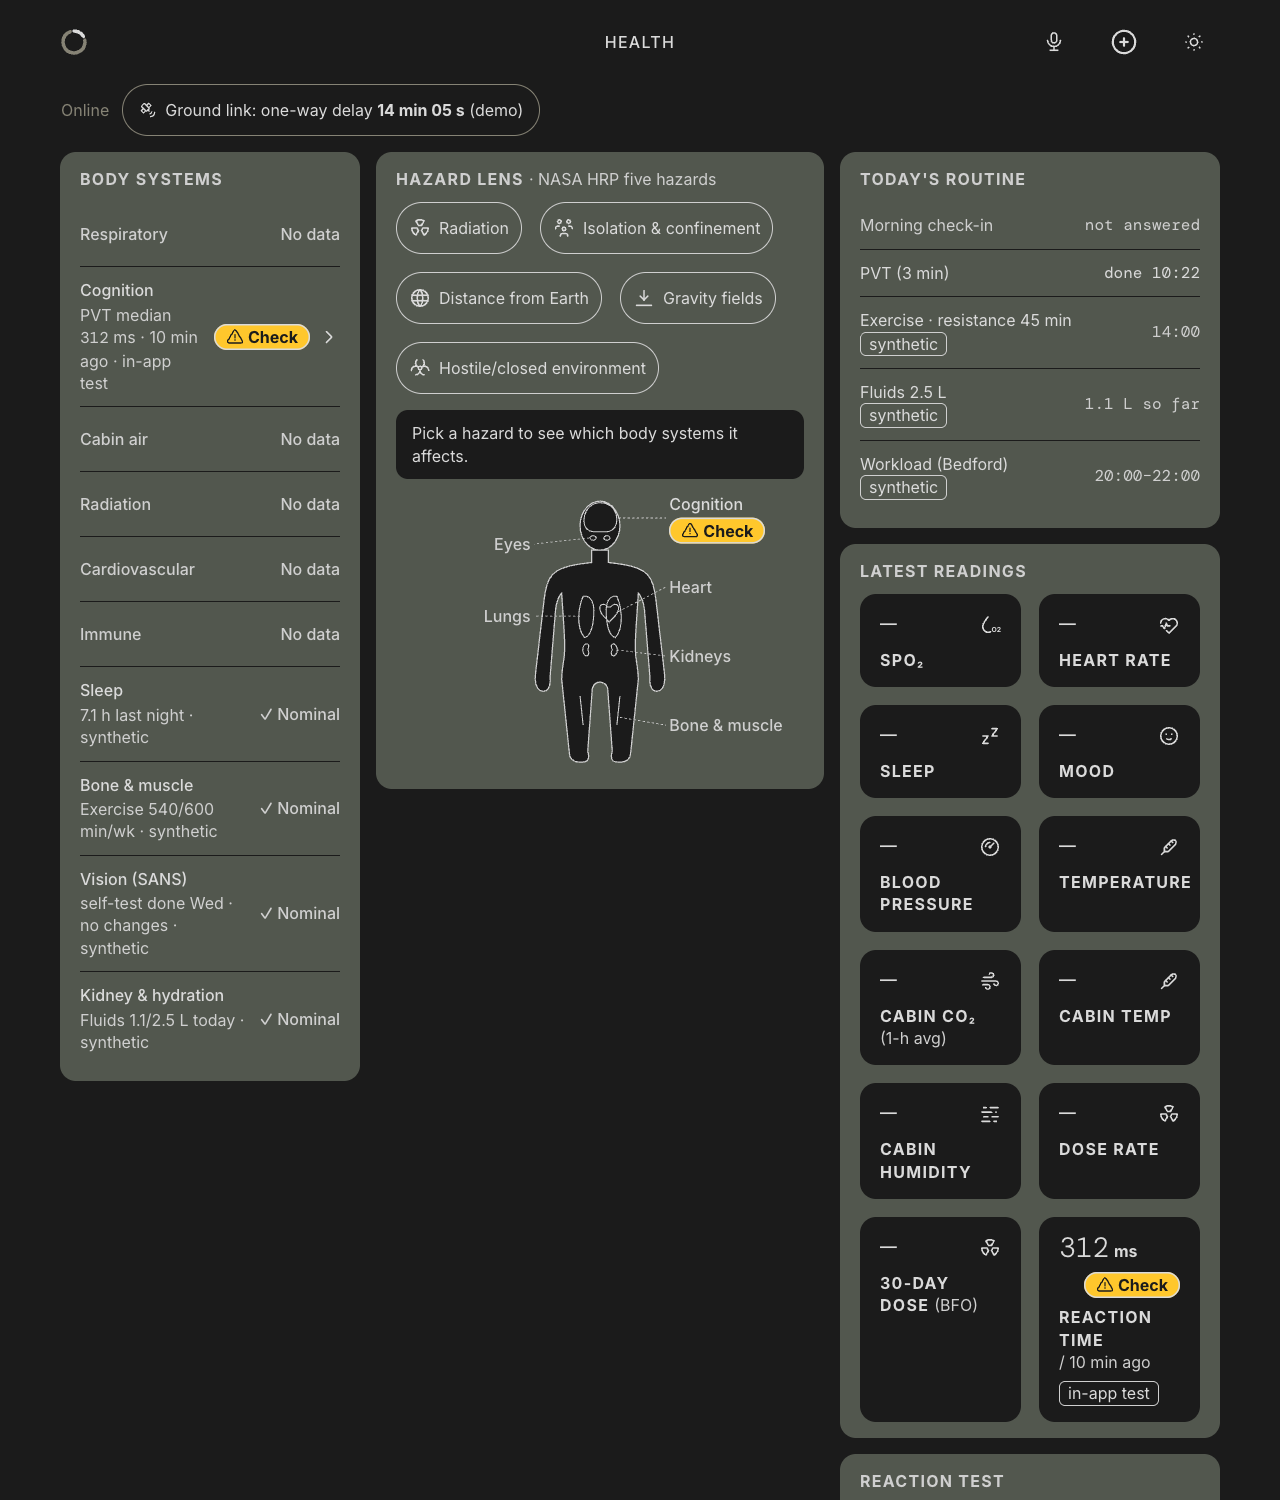 HEALTH
Online
Ground link: one-way delay 14 min 05 s (demo)
BODY SYSTEMS
Respiratory No data
Cognition
PVT median
312 ms · 10 min
ago · in-app
test
Check
Cabin air No data
Radiation No data
Cardiovascular No data
Immune No data
Sleep
7.1 h last night ·
synthetic
✓ Nominal
Bone & muscle
Exercise 540/600
min/wk · synthetic
✓ Nominal
Vision (SANS)
self-test done Wed ·
no changes ·
synthetic
✓ Nominal
Kidney & hydration
Fluids 1.1/2.5 L today ·
synthetic
✓ Nominal
HAZARD LENS · NASA HRP five hazards
Radiation
Isolation & confinement
Distance from Earth
Gravity fields
Hostile/closed environment
Pick a hazard to see which body systems it
affects.
Cognition
Check
Eyes
Heart
Lungs
Kidneys
Bone & muscle
TODAY'S ROUTINE
Morning check-in not answered
PVT (3 min) done 10:22
Exercise · resistance 45 min
synthetic
14:00
Fluids 2.5 L
synthetic
1.1 L so far
Workload (Bedford)
synthetic
20:00–22:00
LATEST READINGS
—
O2
SPO₂
—
HEART RATE
—
zZ
SLEEP
—
MOOD
—
BLOOD
PRESSURE
—
TEMPERATURE
—
CABIN CO₂
(1-h avg)
—
CABIN TEMP
—
CABIN
HUMIDITY
—
DOSE RATE
—
30-DAY
DOSE (BFO)
312 ms
Check
REACTION
TIME
/ 10 min ago
in-app test
REACTION TEST